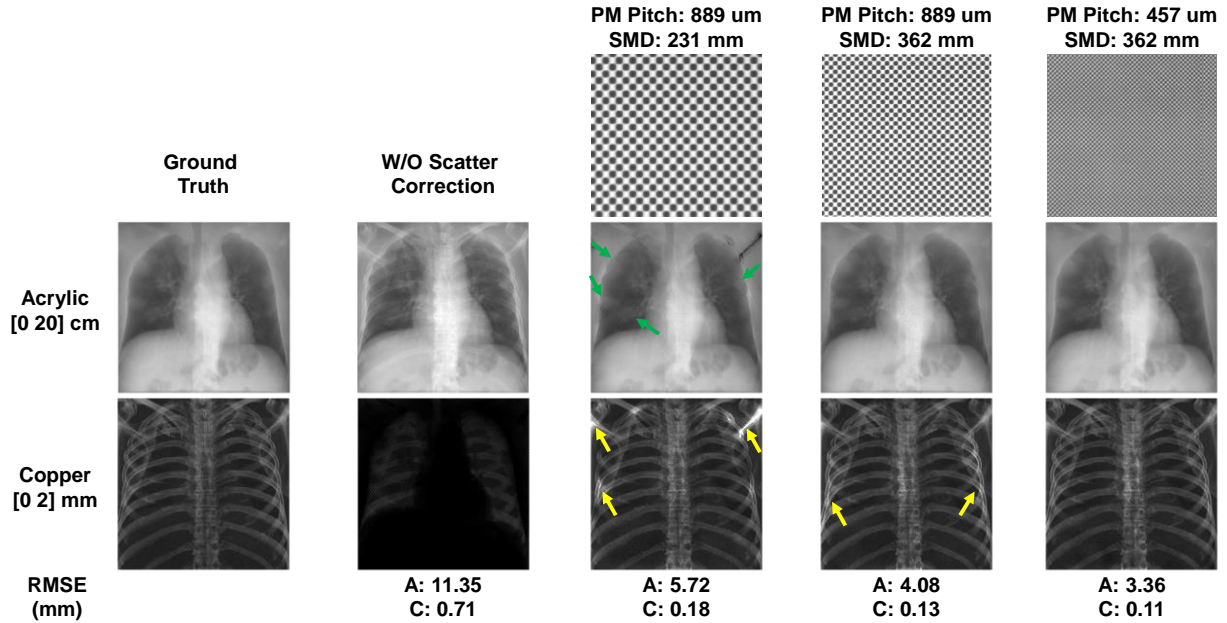 PM Pitch: 889 um
SMD: 231 mm
PM Pitch: 889 um
SMD: 362 mm
PM Pitch: 457 um
SMD: 362 mm
Ground
Truth
W/O Scatter
Correction
Acrylic
[0 20] cm
Copper
[0 2] mm
RMSE
(mm)
A: 11.35
C: 0.71
A: 5.72
C: 0.18
A: 4.08
C: 0.13
A: 3.36
C: 0.11